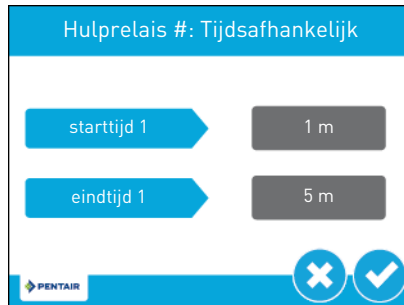 Hulprelais #: Tijdsafhankelijk
starttijd 1
1 m
eindtijd 1
5 m
PENTAIR